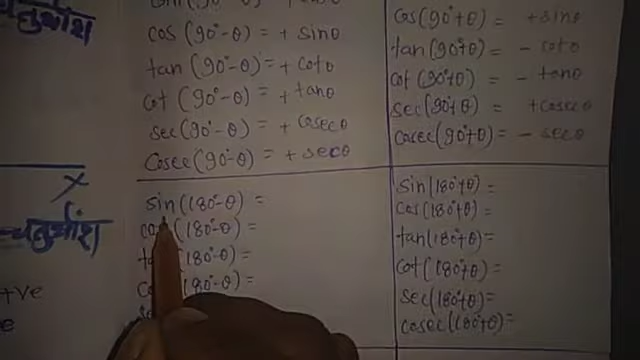 cos (90°-θ) = + sinθ
tan (90°-θ) = + cotθ
cot (90°-θ) = + tanθ
sec (90°-θ) = + cosecθ
cosec (90°-θ) = + secθ
cos (90°+θ) = + sinθ
tan (90°+θ) = - cotθ
cot (90°+θ) = - tanθ
sec (90°+θ) = + cosecθ
cosec (90°+θ) = - secθ
चतुर्थांश
+ve
sin (180°-θ) =
(180°-θ) =
(180°-θ) =
(180°-θ) =
sin (180°+θ) =
cos (180°+θ) =
tan (180°+θ) =
cot (180°+θ) =
sec (180°+θ) =
cosec (180°+θ) =